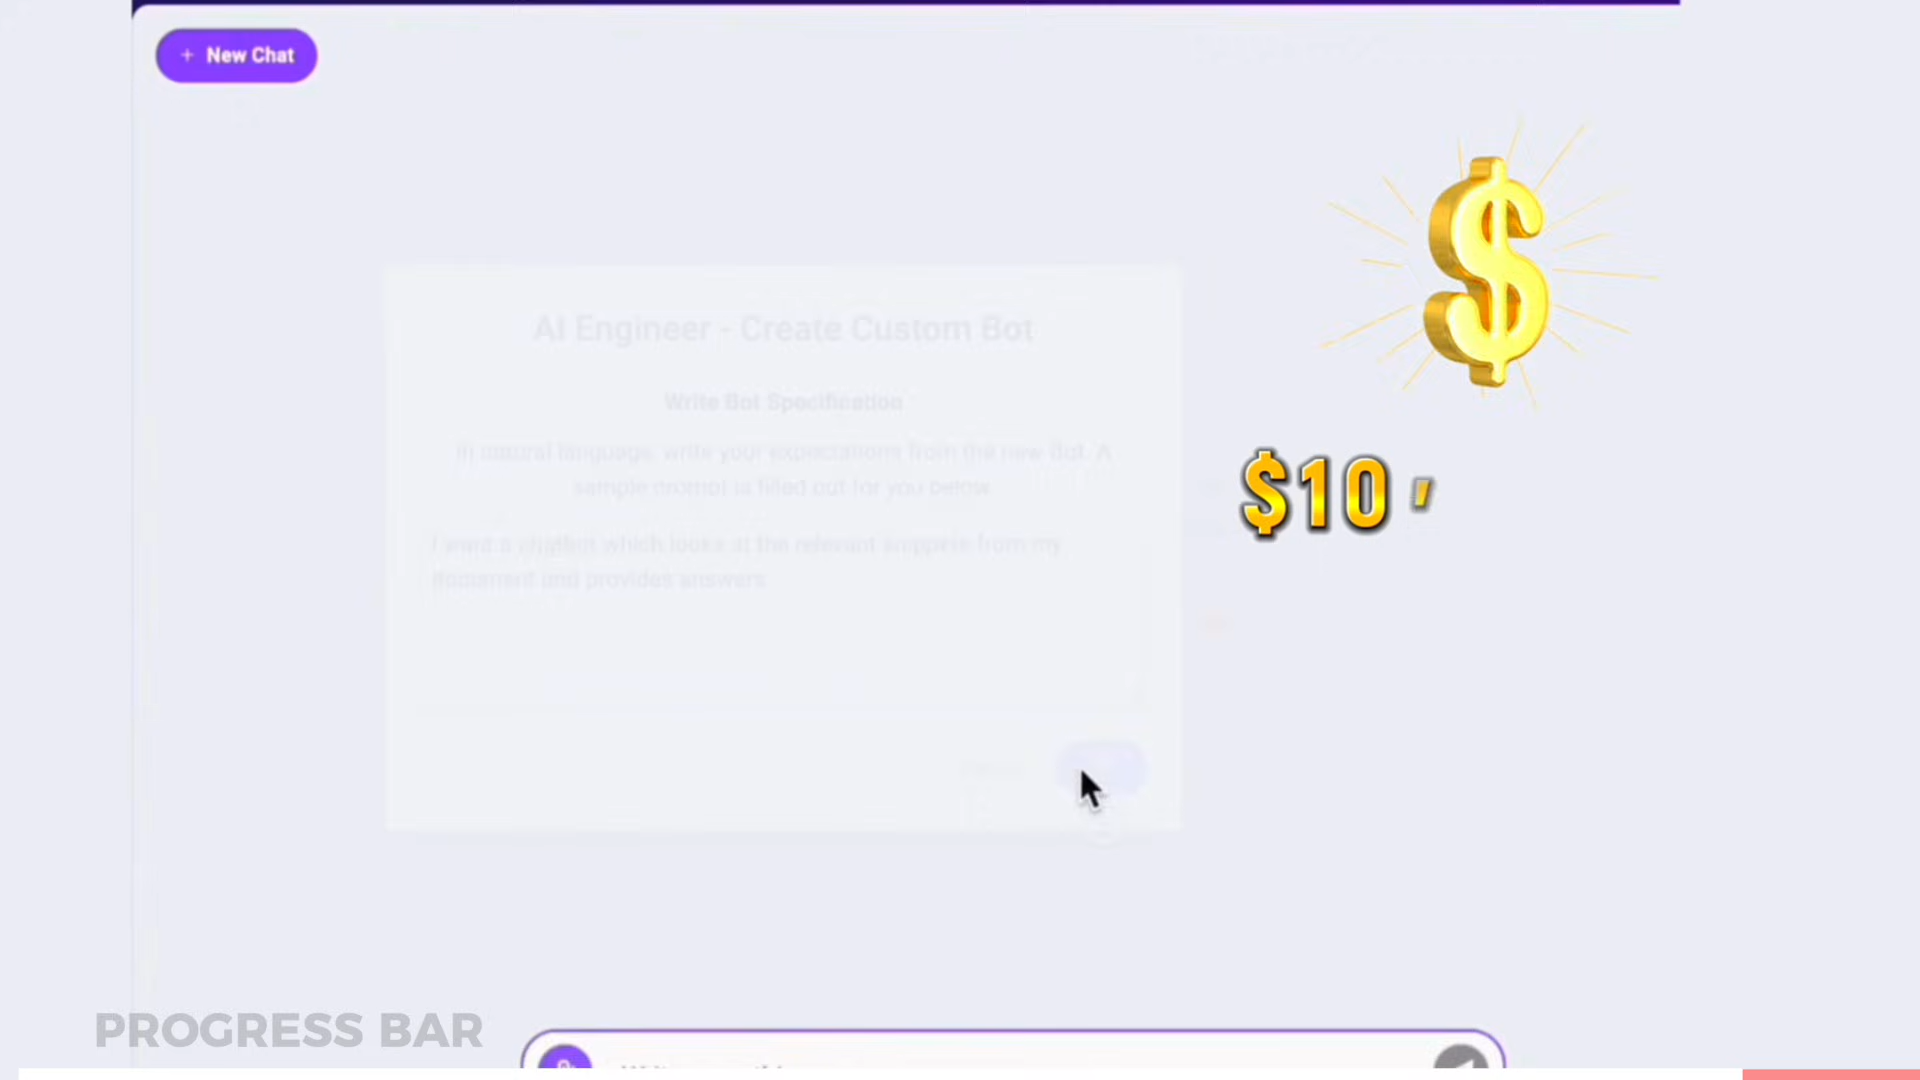 + New Chat
$
AI Engineer - Create Custom Bot
Write Bot Specification
In natural language, write your expectations from the new Bot. A
sample prompt is filled out for you below.
$10,
I want a chatbot which looks at the relevant snippets from my
document and provides answers.
PROGRESS BAR